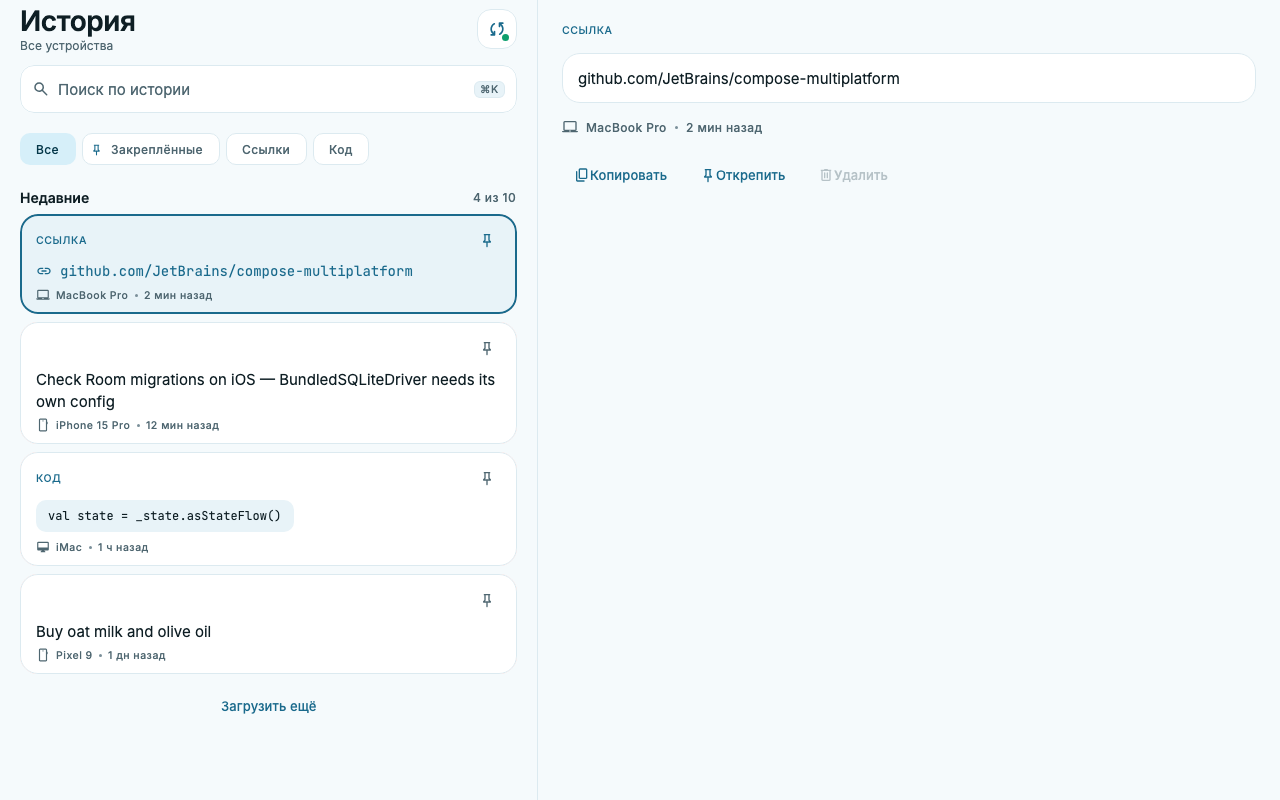 История
Все устройства
Поиск по истории
⌘K
Все
Закреплённые
Ссылки
Код
Недавние
4 из 10
ССЫЛКА
github.com/JetBrains/compose-multiplatform
MacBook Pro • 2 мин назад
Check Room migrations on iOS — BundledSQLiteDriver needs its
own config
iPhone 15 Pro • 12 мин назад
КОД
val state = _state.asStateFlow()
iMac • 1 ч назад
Buy oat milk and olive oil
Pixel 9 • 1 дн назад
Загрузить ещё
ССЫЛКА
github.com/JetBrains/compose-multiplatform
MacBook Pro • 2 мин назад
Копировать
Открепить
Удалить